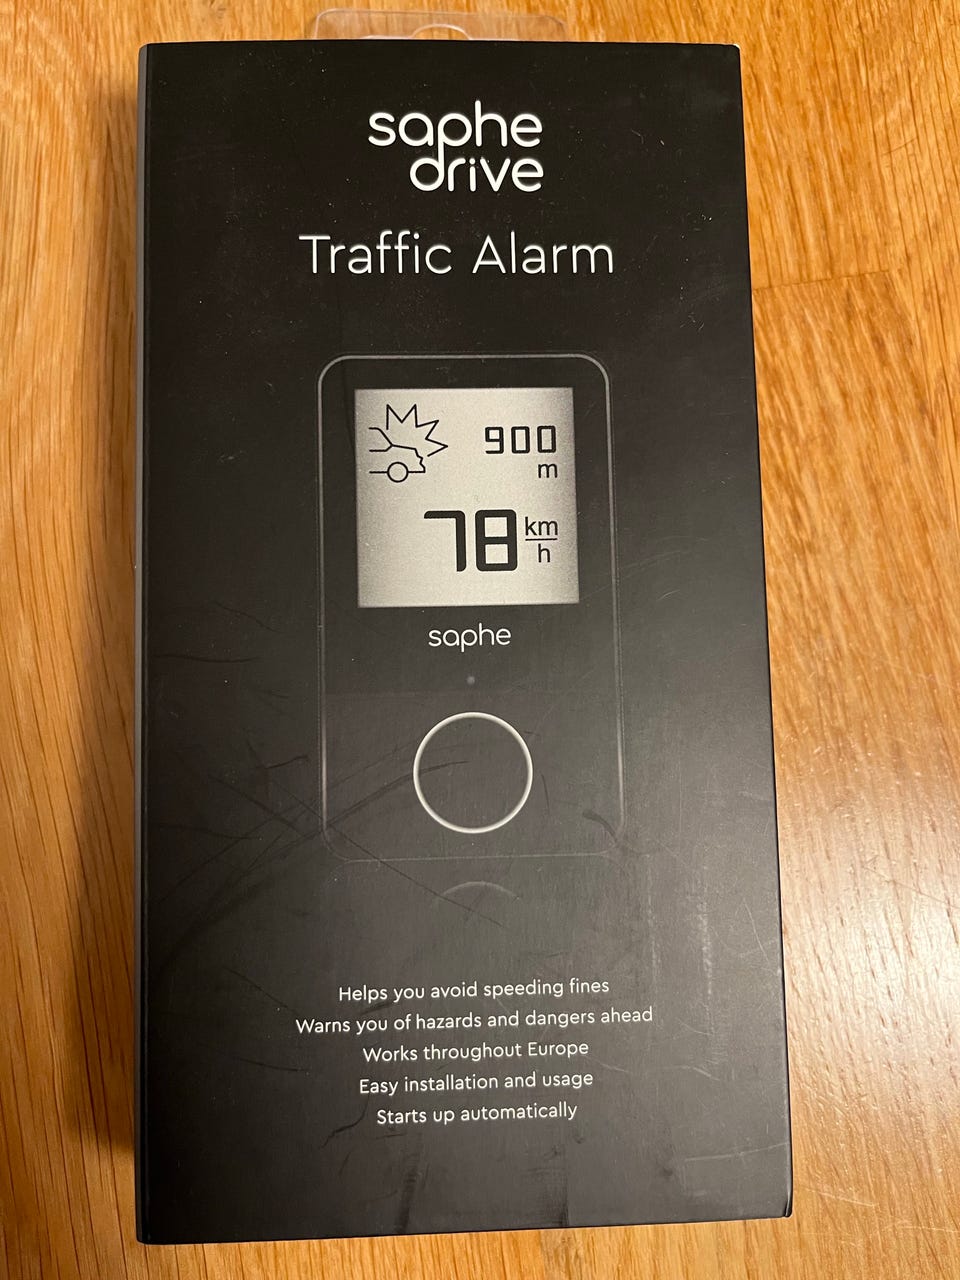 saphe
drive
Traffic Alarm
900
m
78 km
h
saphe
Helps you avoid speeding fines
Warns you of hazards and dangers ahead
Works throughout Europe
Easy installation and usage
Starts up automatically